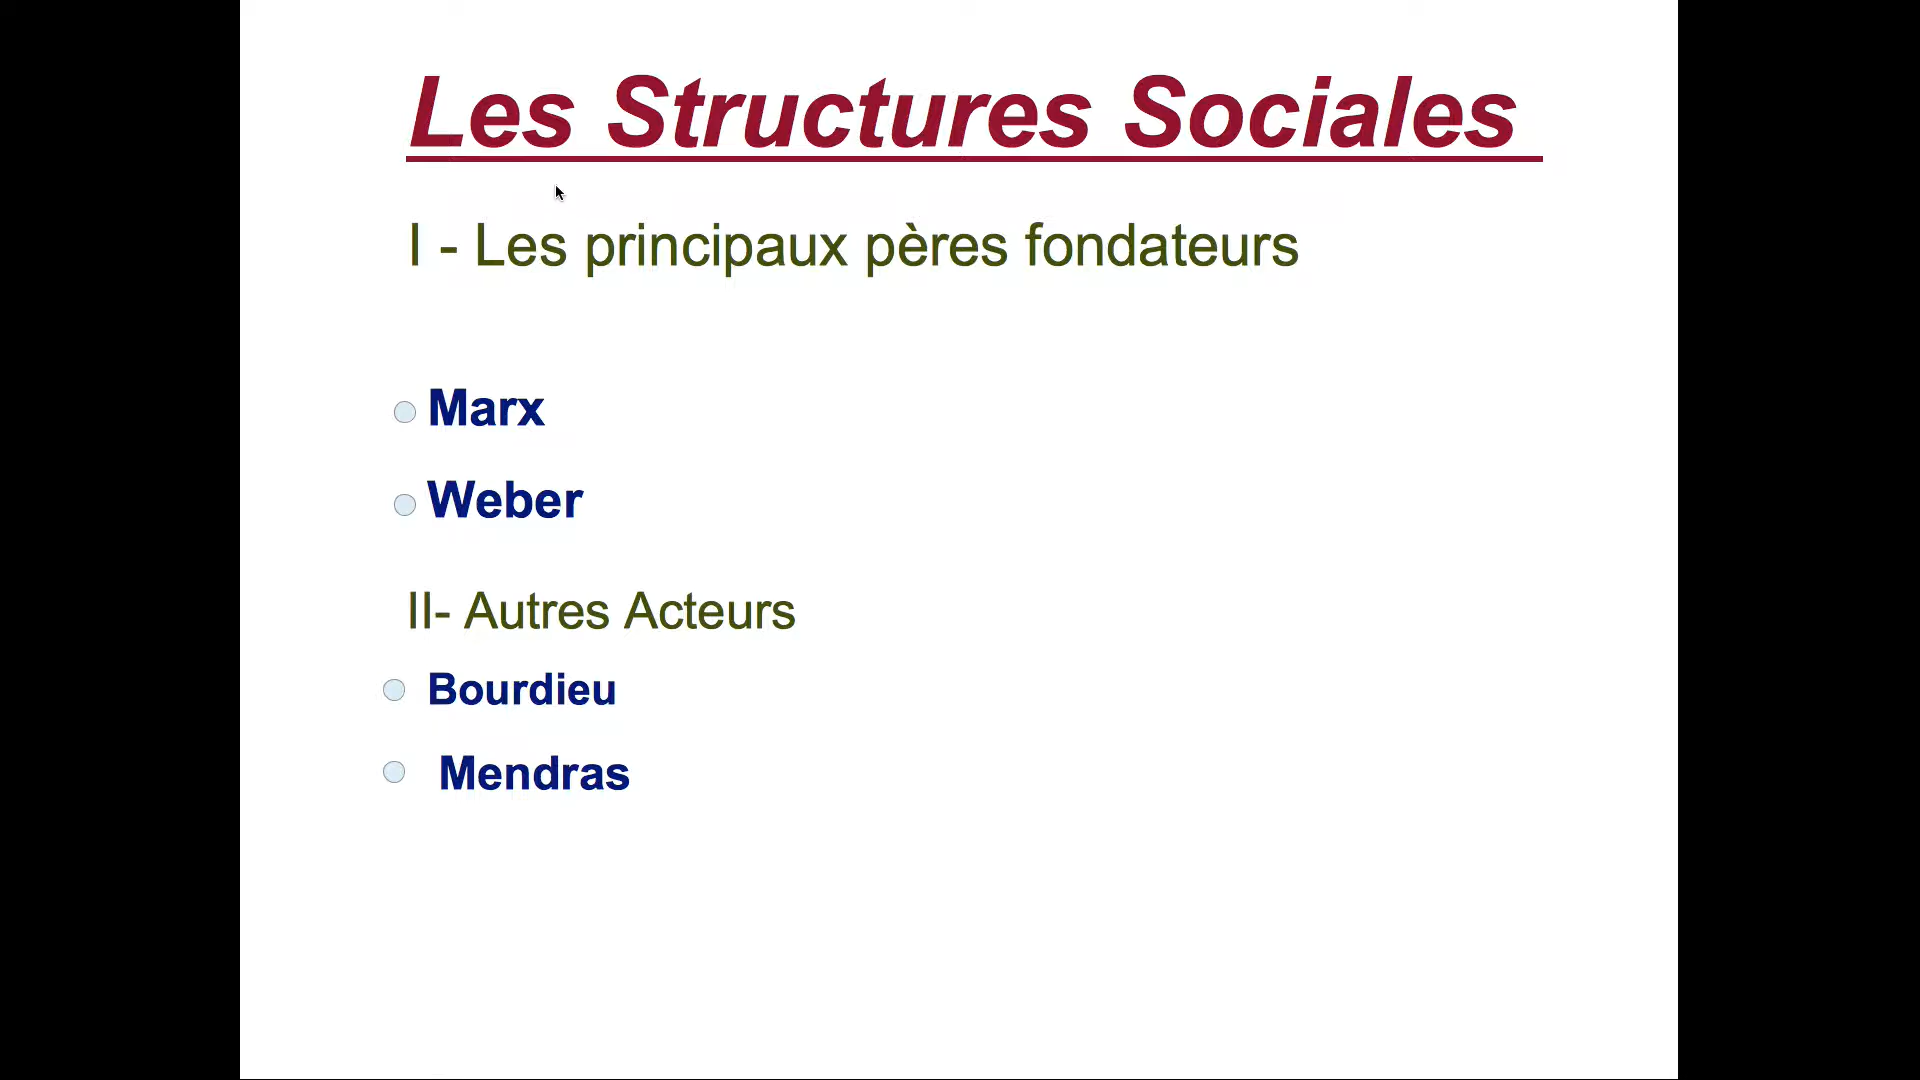 Les Structures Sociales
I - Les principaux pères fondateurs
Marx
Weber
II- Autres Acteurs
Bourdieu
Mendras